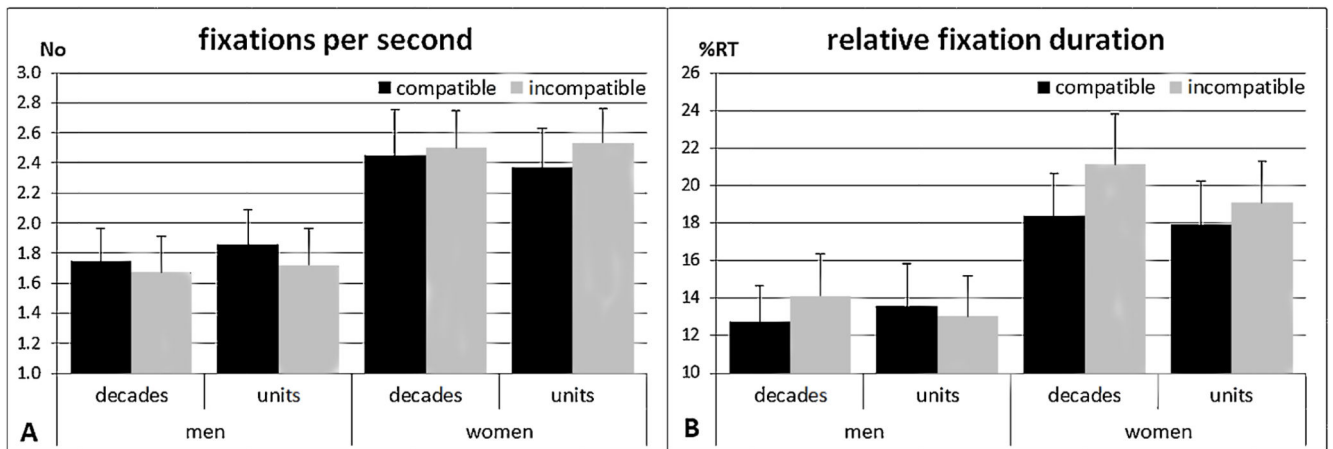 fixations per second
No
compatible incompatible
3.0
2.8
2.6
2.4
2.2
2.0
1.8
1.6
1.4
1.2
1.0
decades units decades units
men women
A
relative fixation duration
%RT
compatible incompatible
26
24
22
20
18
16
14
12
10
decades units decades units
men women
B